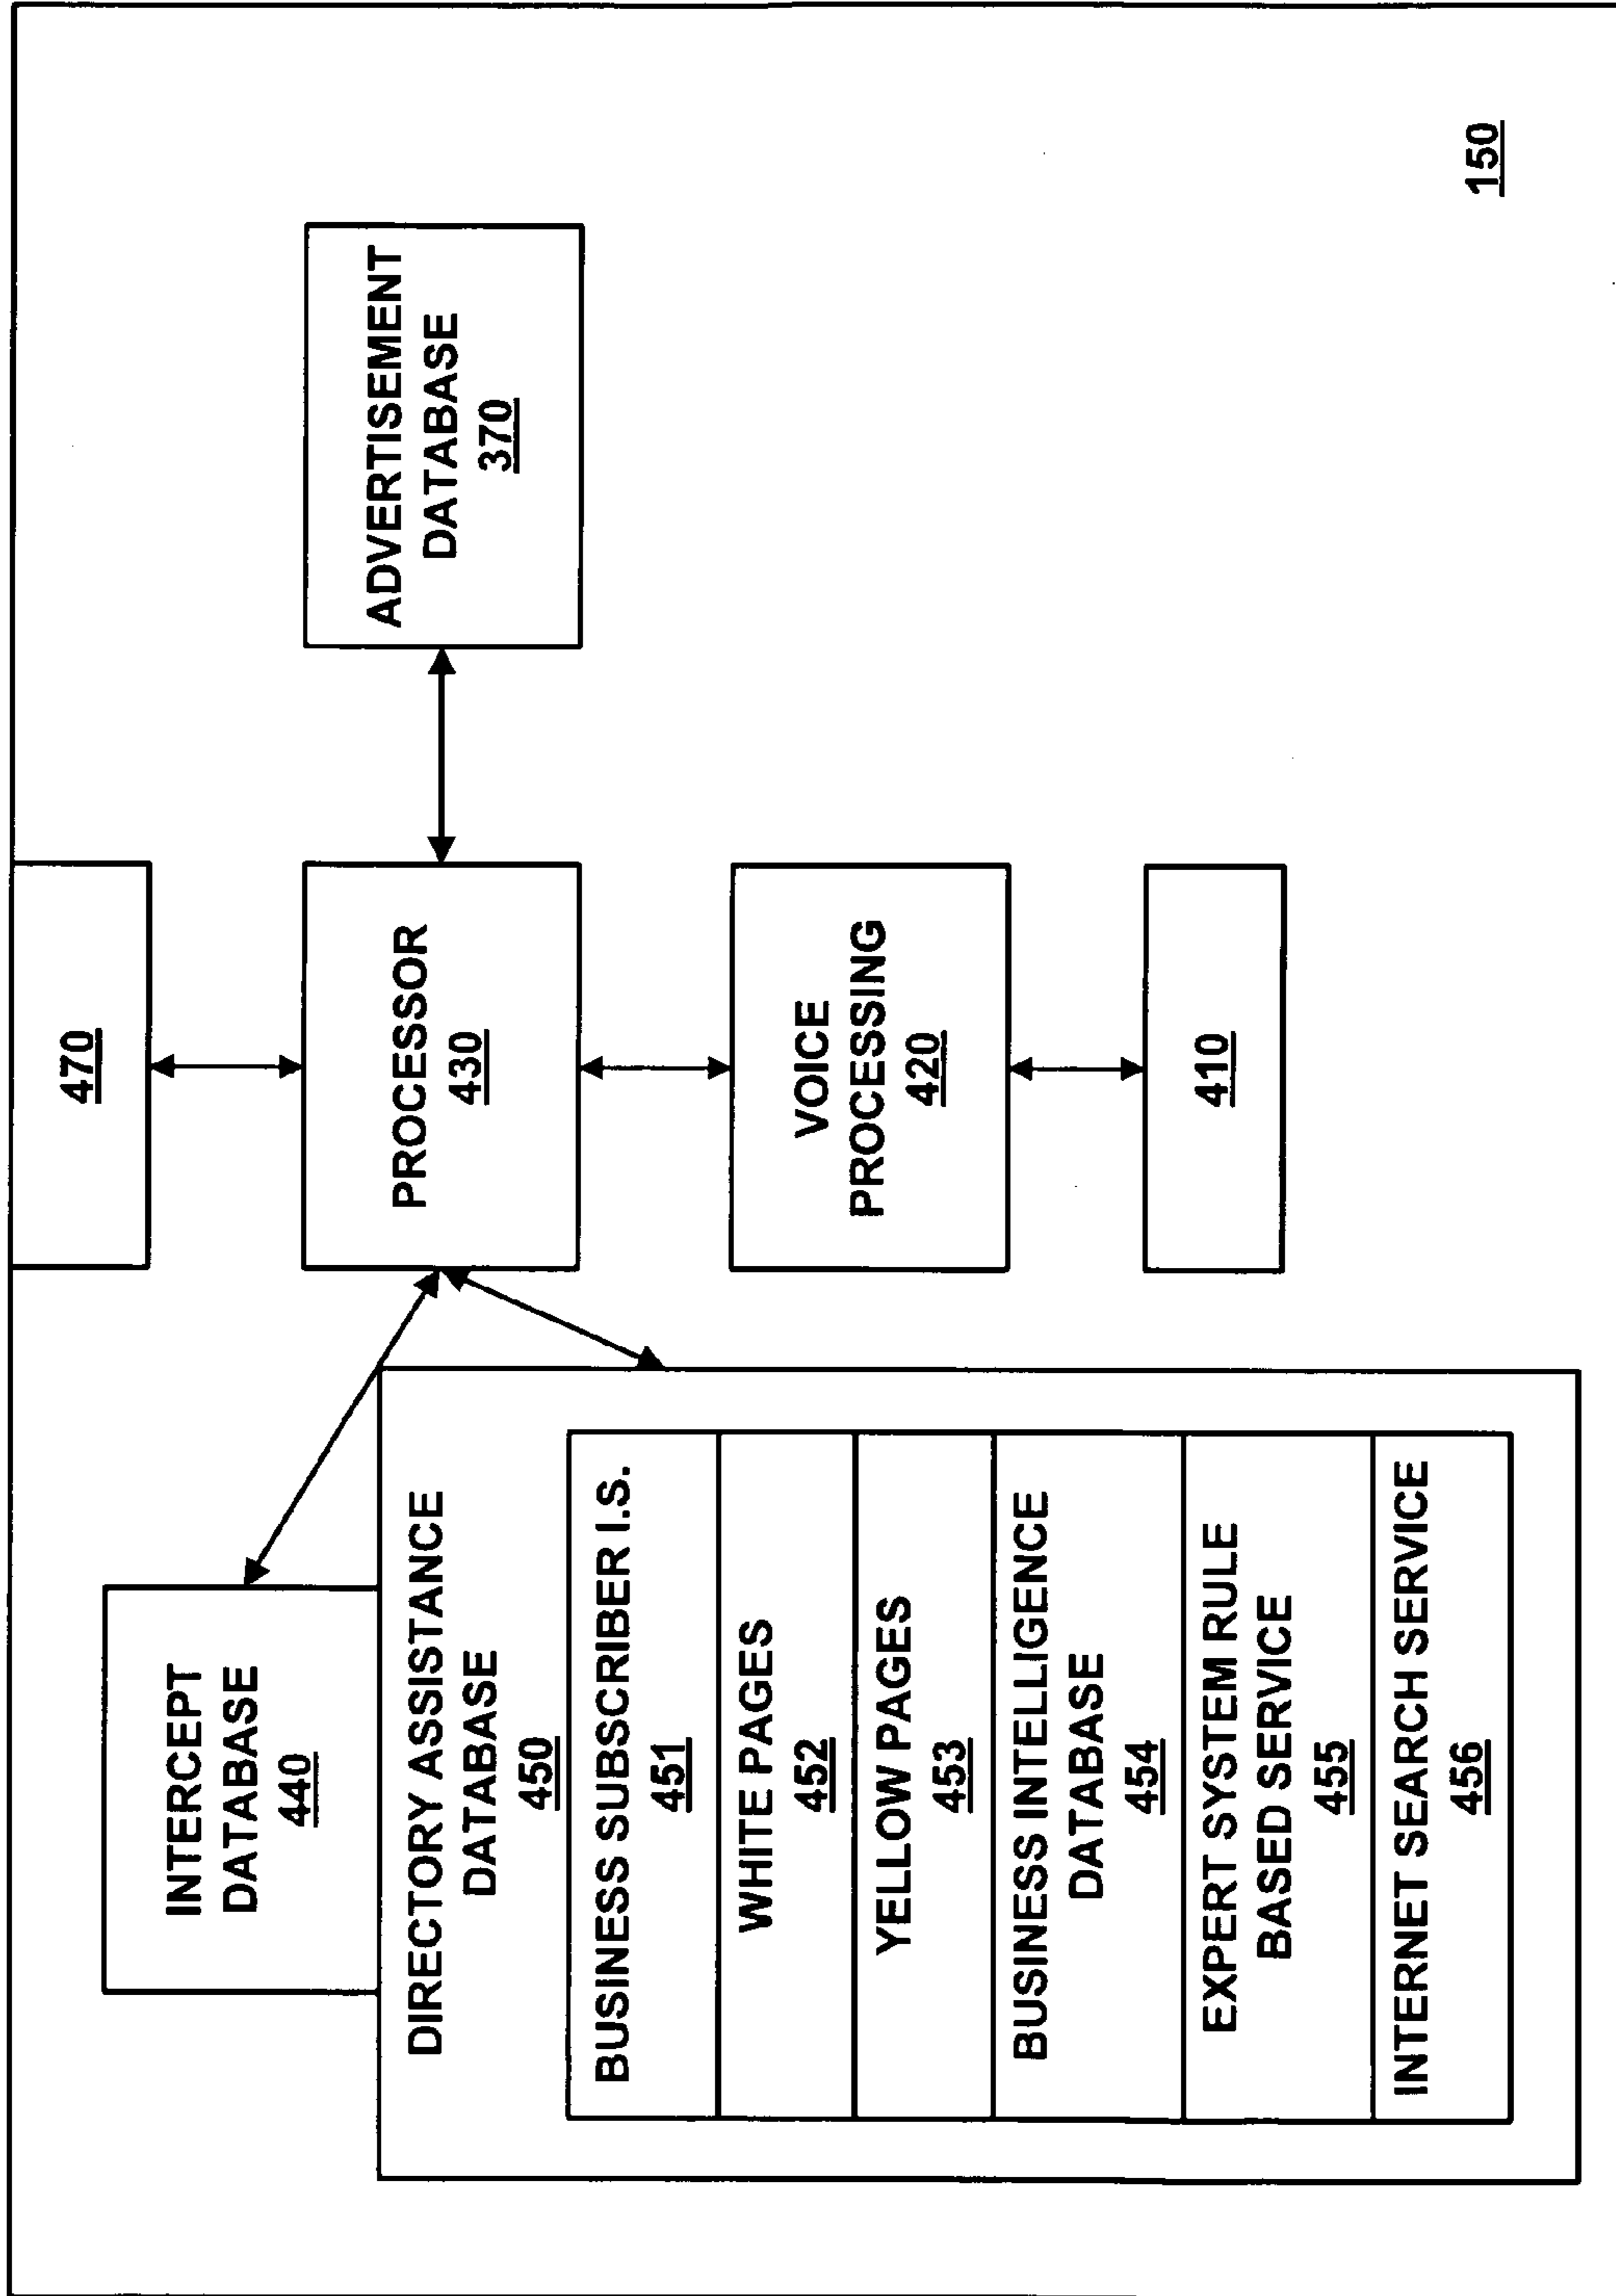 470
INTERCEPT
DATABASE
440
PROCESSOR
430
ADVERTISEMENT
DATABASE
370
DIRECTORY ASSISTANCE
DATABASE
450
BUSINESS SUBSCRIBER I.S.
451
WHITE PAGES
452
YELLOW PAGES
453
BUSINESS INTELLIGENCE
DATABASE
454
EXPERT SYSTEM RULE
BASED SERVICE
455
INTERNET SEARCH SERVICE
456
VOICE
PROCESSING
420
410
150